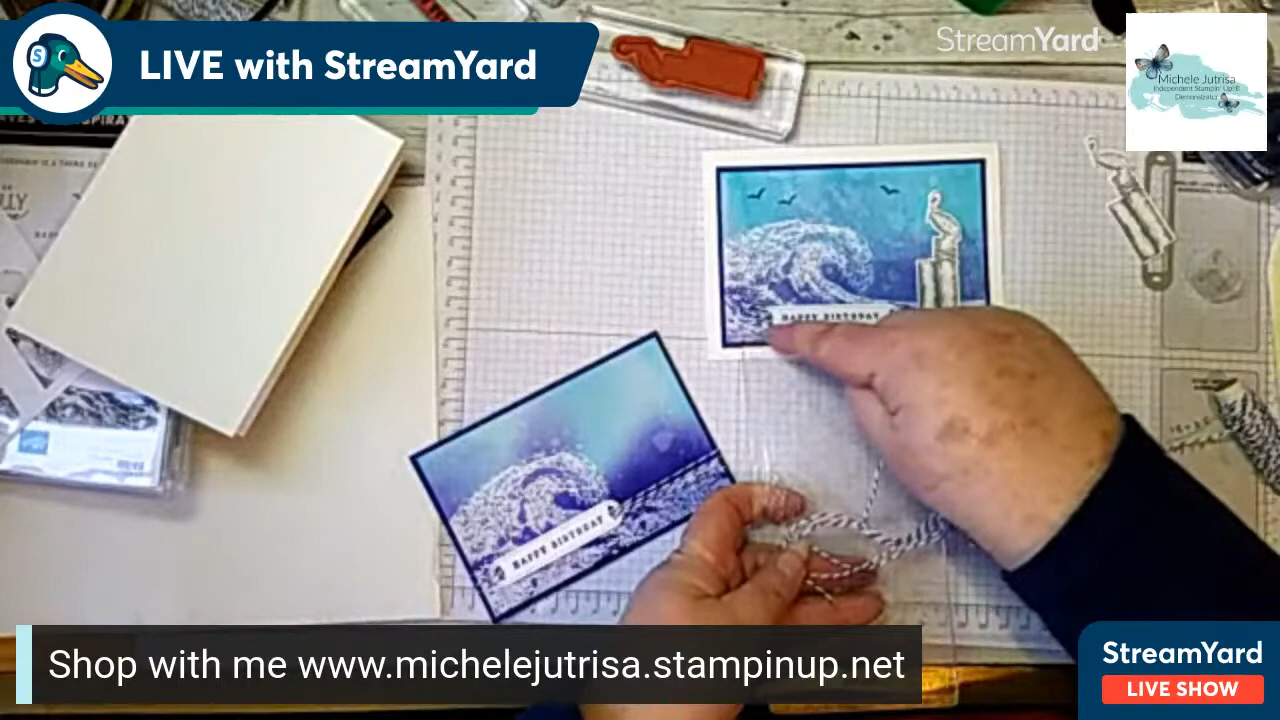 LIVE with StreamYard
StreamYard
Michele Jutrisa
Independent Stampin' Up!®
Demonstrator
HAPPY BIRTHDAY
HAPPY BIRTHDAY
Shop with me www.michelejutrisa.stampinup.net
StreamYard
LIVE SHOW